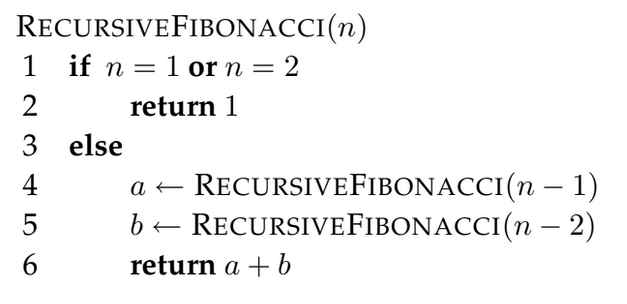 RECURSIVEFIBONACCI(n)
1 if n = 1 or n = 2
2 return 1
3 else
4 a ← RECURSIVEFIBONACCI(n − 1)
5 b ← RECURSIVEFIBONACCI(n − 2)
6 return a + b